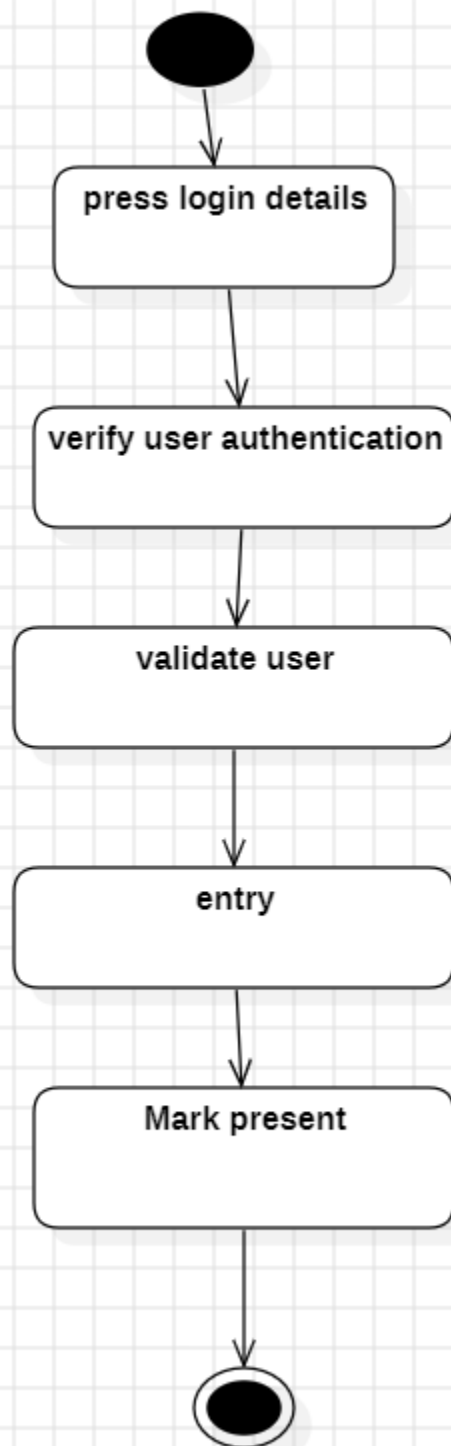 press login details
verify user authentication
validate user
entry
Mark present